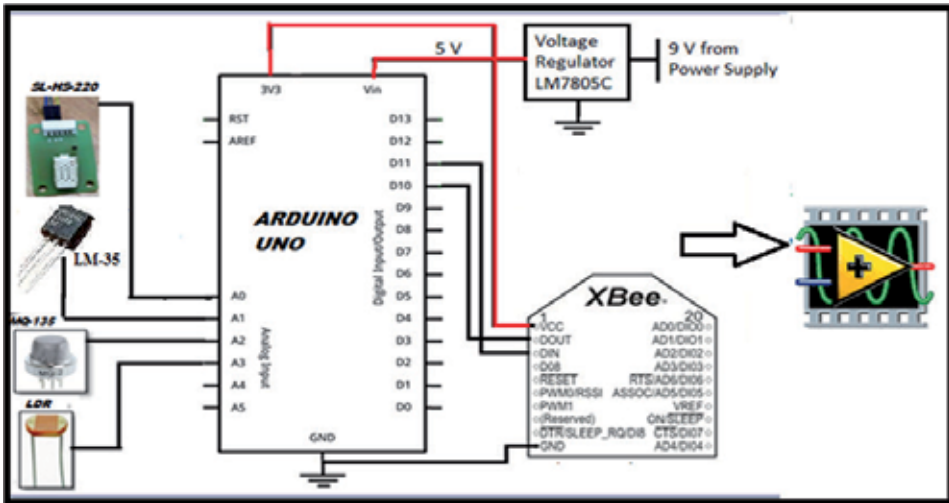 SL-HS-220
LM-35
MQ-135
LDR
3V3
Vin
RST
AREF
ARDUINO
UNO
A0
A1
A2
A3
A4
A5
Analog Input
GND
D13
D12
D11
D10
D9
D8
D7
D6
D5
D4
D3
D2
D1
D0
Digital Input/Output
5 V
Voltage
Regulator
LM7805C
9 V from
Power Supply
XBee
1 20
VCC AD0/DIO0
DOUT AD1/DIO1
DIN AD2/DIO2
DO8 AD3/DIO3
RESET RTS/AD6/DIO6
PWM0/RSSI ASSOC/AD5/DIO5
PWM1 VREF
(Reserved) ON/SLEEP
DTR/SLEEP_RQ/DI8 CTS/DIO7
GND AD4/DIO4